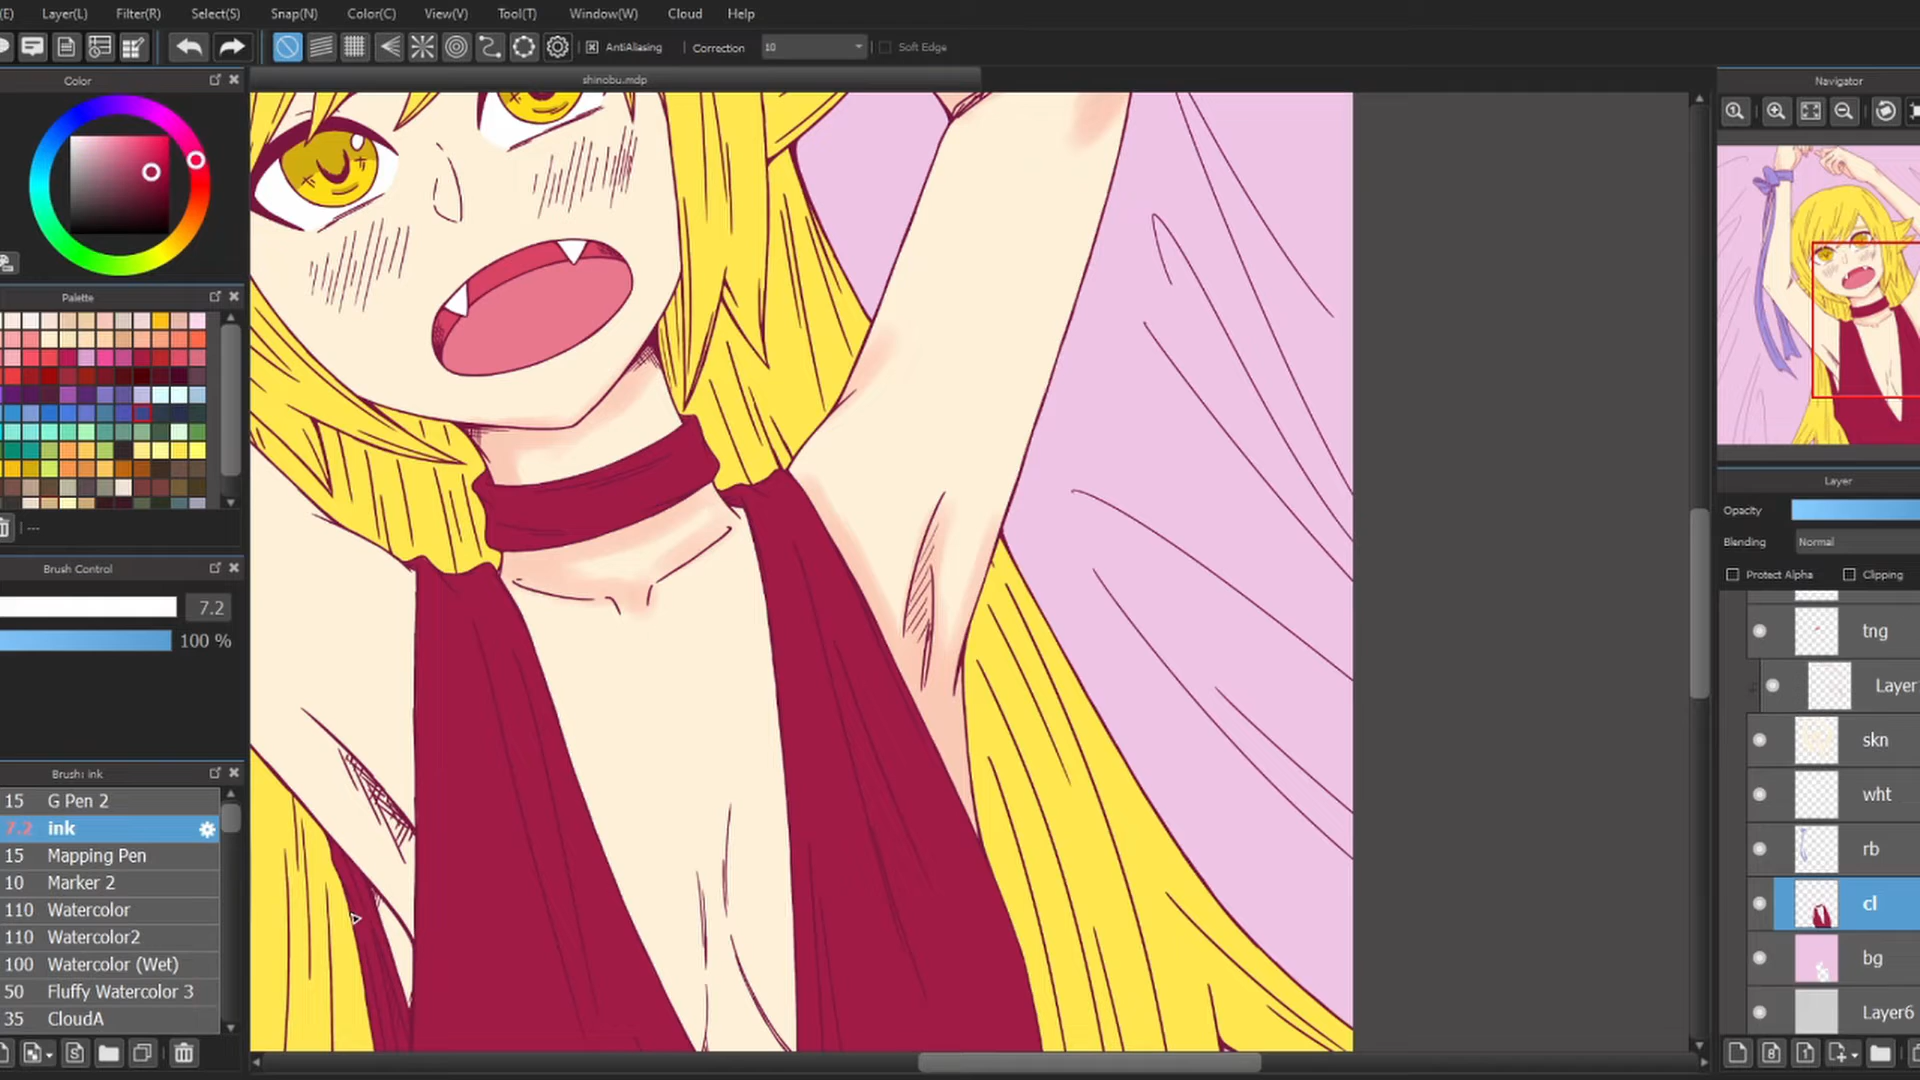 (E) Layer(L) Filter(R) Select(S) Snap(N) Color(C) View(V) Tool(T) Window(W) Cloud Help
AntiAliasing Correction 10 Soft Edge
Color
shinobu.mdp
Navigator
Palette
---
Brush Control
7.2
100 %
Brush: ink
15 G Pen 2
7.2 ink
15 Mapping Pen
10 Marker 2
110 Watercolor
110 Watercolor2
100 Watercolor (Wet)
50 Fluffy Watercolor 3
35 CloudA
Layer
Opacity
Blending Normal
Protect Alpha Clipping
tng
Layer
skn
wht
rb
cl
bg
Layer6